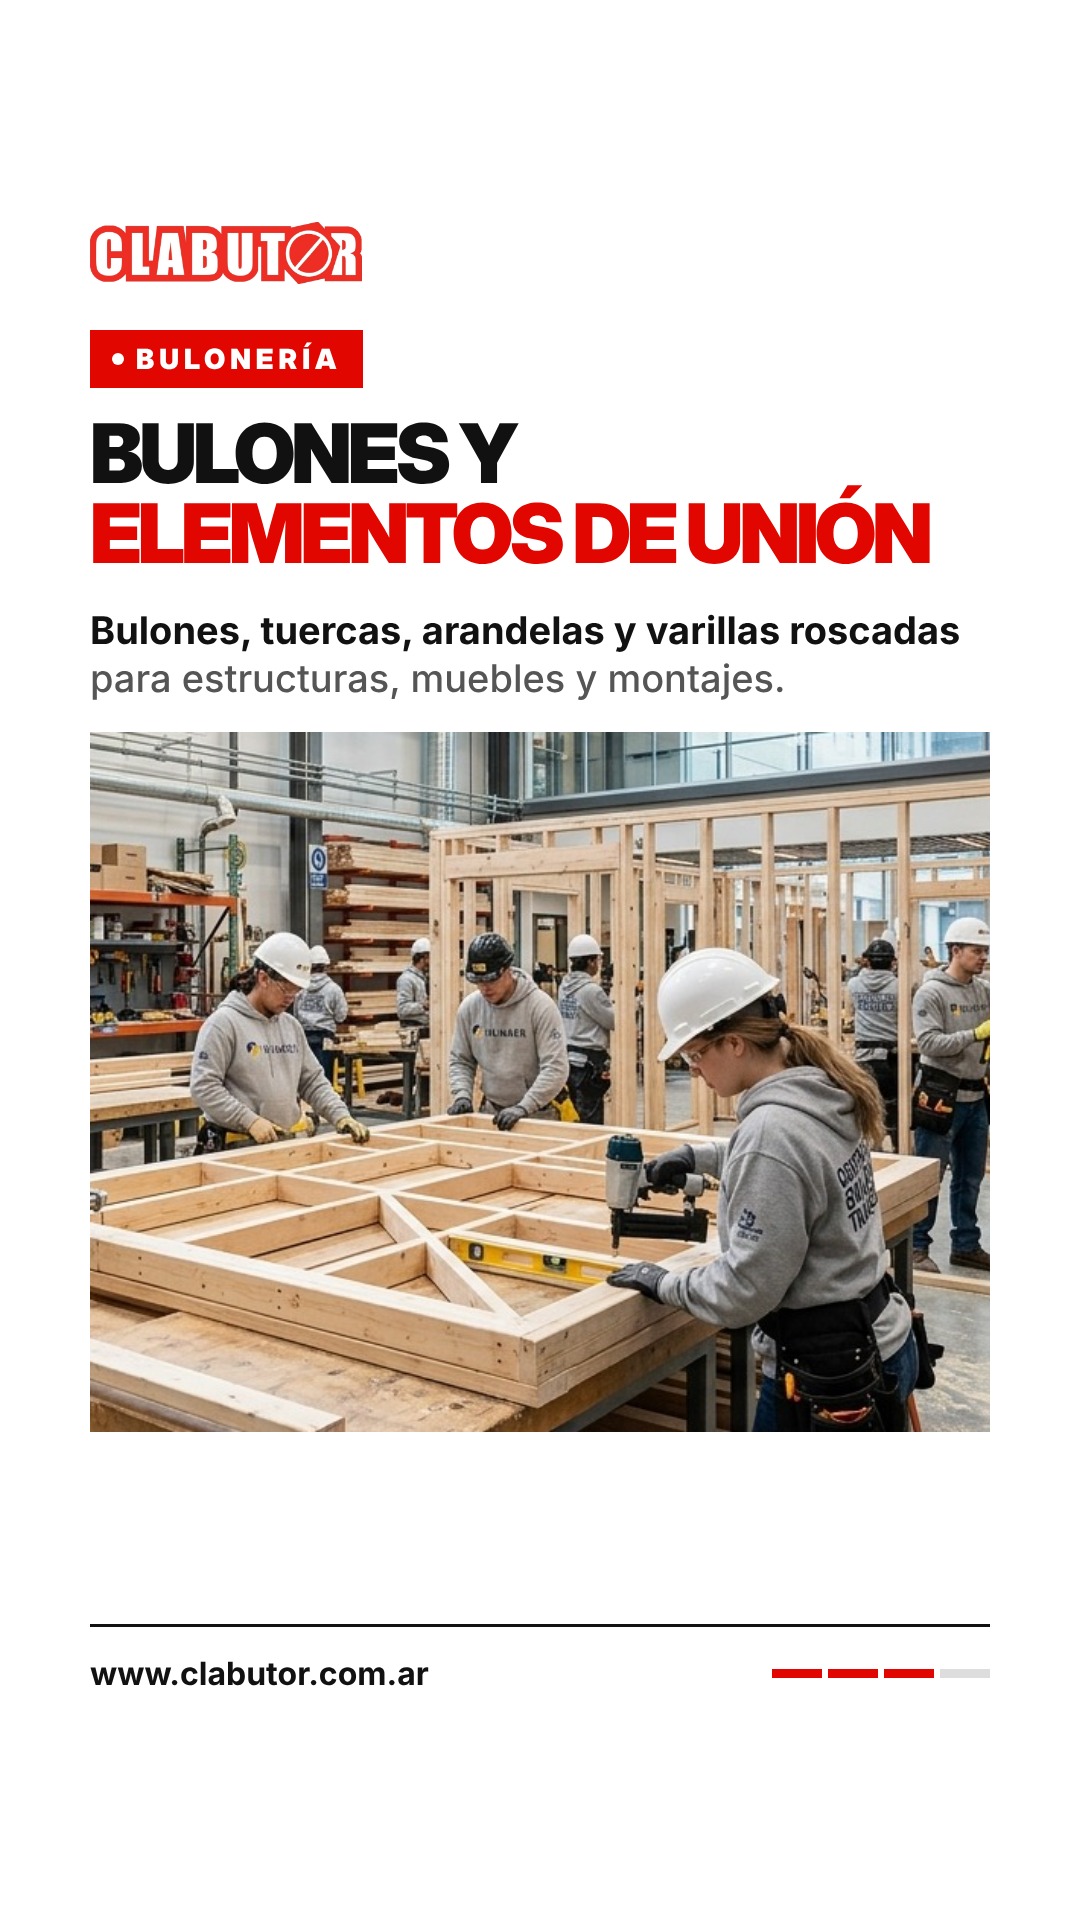 CLABUTOR
• BULONERÍA
BULONES Y
ELEMENTOS DE UNIÓN
Bulones, tuercas, arandelas y varillas roscadas
para estructuras, muebles y montajes.
www.clabutor.com.ar